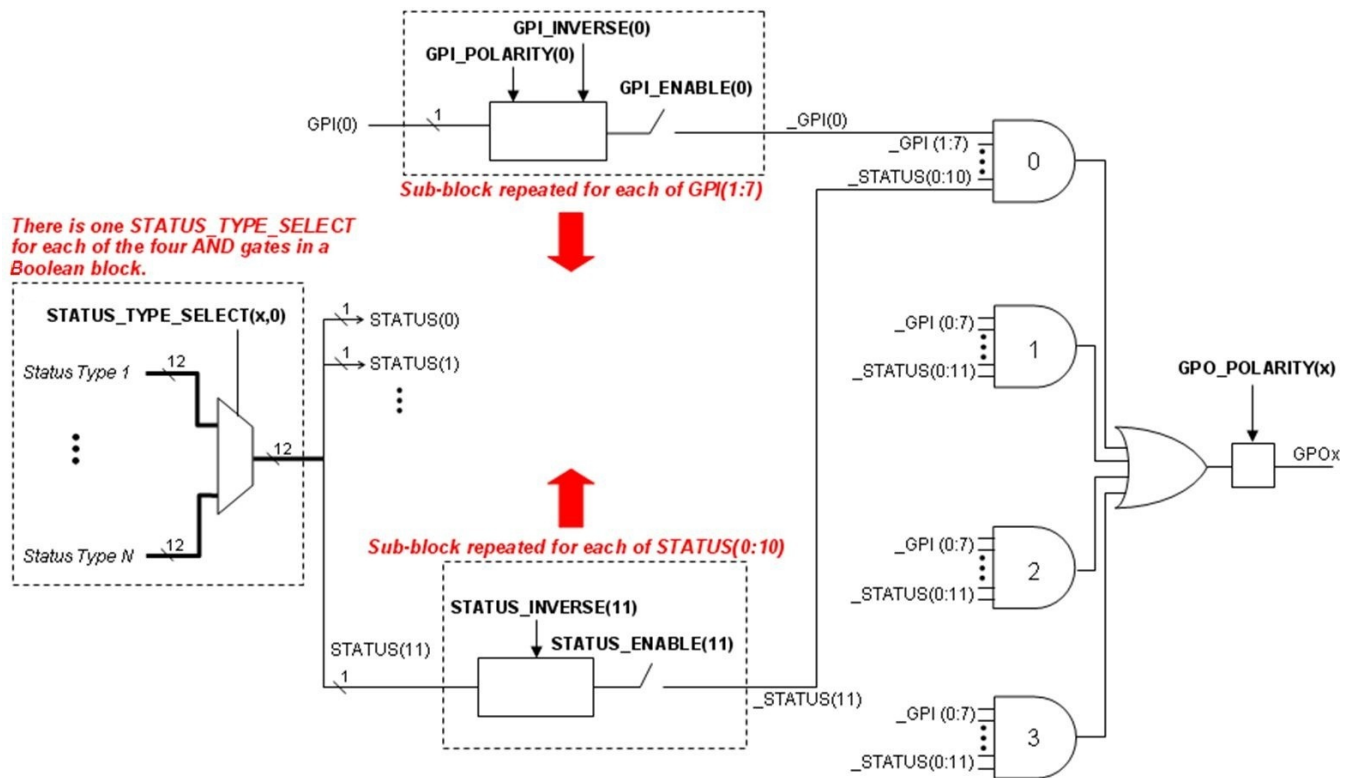 GPI_INVERSE(0)
GPI_POLARITY(0)
GPI_ENABLE(0)
GPI(0)
1
_GPI(0)
_GPI (1:7)
_STATUS(0:10)
0
Sub-block repeated for each of GPI(1:7)
There is one STATUS_TYPE_SELECT
for each of the four AND gates in a
Boolean block.
STATUS_TYPE_SELECT(x,0)
Status Type 1
12
12
Status Type N
12
1
STATUS(0)
1
STATUS(1)
_GPI (0:7)
_STATUS(0:11)
1
GPO_POLARITY(x)
GPOx
Sub-block repeated for each of STATUS(0:10)
STATUS_INVERSE(11)
STATUS_ENABLE(11)
STATUS(11)
1
_STATUS(11)
_GPI (0:7)
_STATUS(0:11)
2
_GPI (0:7)
_STATUS(0:11)
3